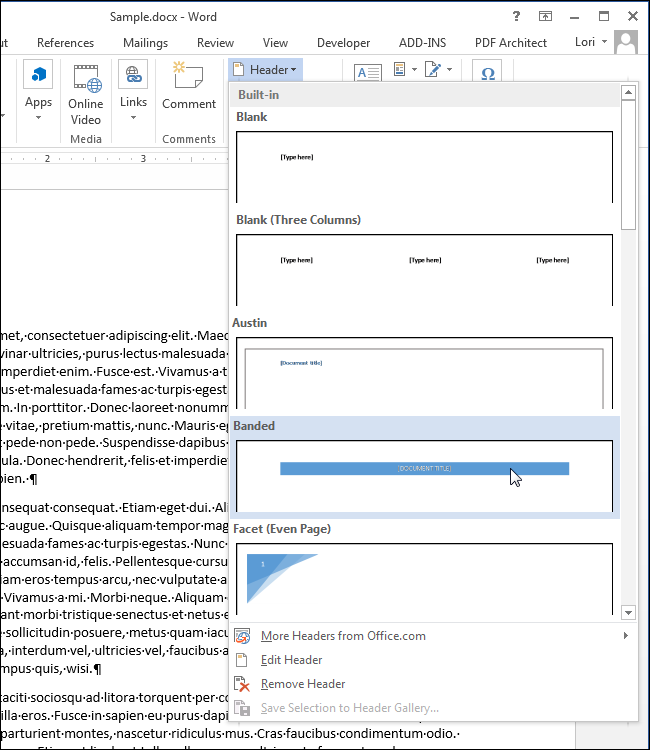 Sample.docx - Word
?
References Mailings Review View Developer ADD-INS PDF Architect Lori
Header
Apps Online Video Links Comment
Media Comments
2 3
Built-in
Blank
[Type here]
Blank (Three Columns)
[Type here] [Type here] [Type here]
Austin
[Document title]
Banded
[DOCUMENT TITLE]
Facet (Even Page)
1
More Headers from Office.com
Edit Header
Remove Header
Save Selection to Header Gallery...
met,·consectetuer·adipiscing·elit.·Maec
vinar·ultricies,·purus·lectus·malesuada
imperdiet·enim.·Fusce·est.·Vivamus·a·t
us·et·malesuada·fames·ac·turpis·egest
m.·In·porttitor.·Donec·laoreet·nonumm
e·vitae,·pretium·mattis,·nunc.·Mauris·eg
t·pede·non·pede.·Suspendisse·dapibus
ula.·Donec·hendrerit,·felis·et·imperdie
pien.·¶
nsequat·consequat.·Etiam·eget·dui.·Ali
c·augue.·Quisque·aliquam·tempor·mag
esuada·fames·ac·turpis·egestas.·Nunc
accumsan·id,·felis.·Pellentesque·cursu
iam·eros·tempus·arcu,·nec·vulputate·a
Vivamus·a·mi.·Morbi·neque.·Aliquam
ant·morbi·tristique·senectus·et·netus·e
e·sollicitudin·posuere,·metus·quam·iacu
a,·interdum·vel,·ultricies·vel,·faucibus·a
mpus·quis,·wisi.¶
taciti·sociosqu·ad·litora·torquent·per·co
illa·eros.·Fusce·in·sapien·eu·purus·dapi
parturient·montes,·nascetur·ridiculus·mus.·Cras·faucibus·condimentum·odio.·